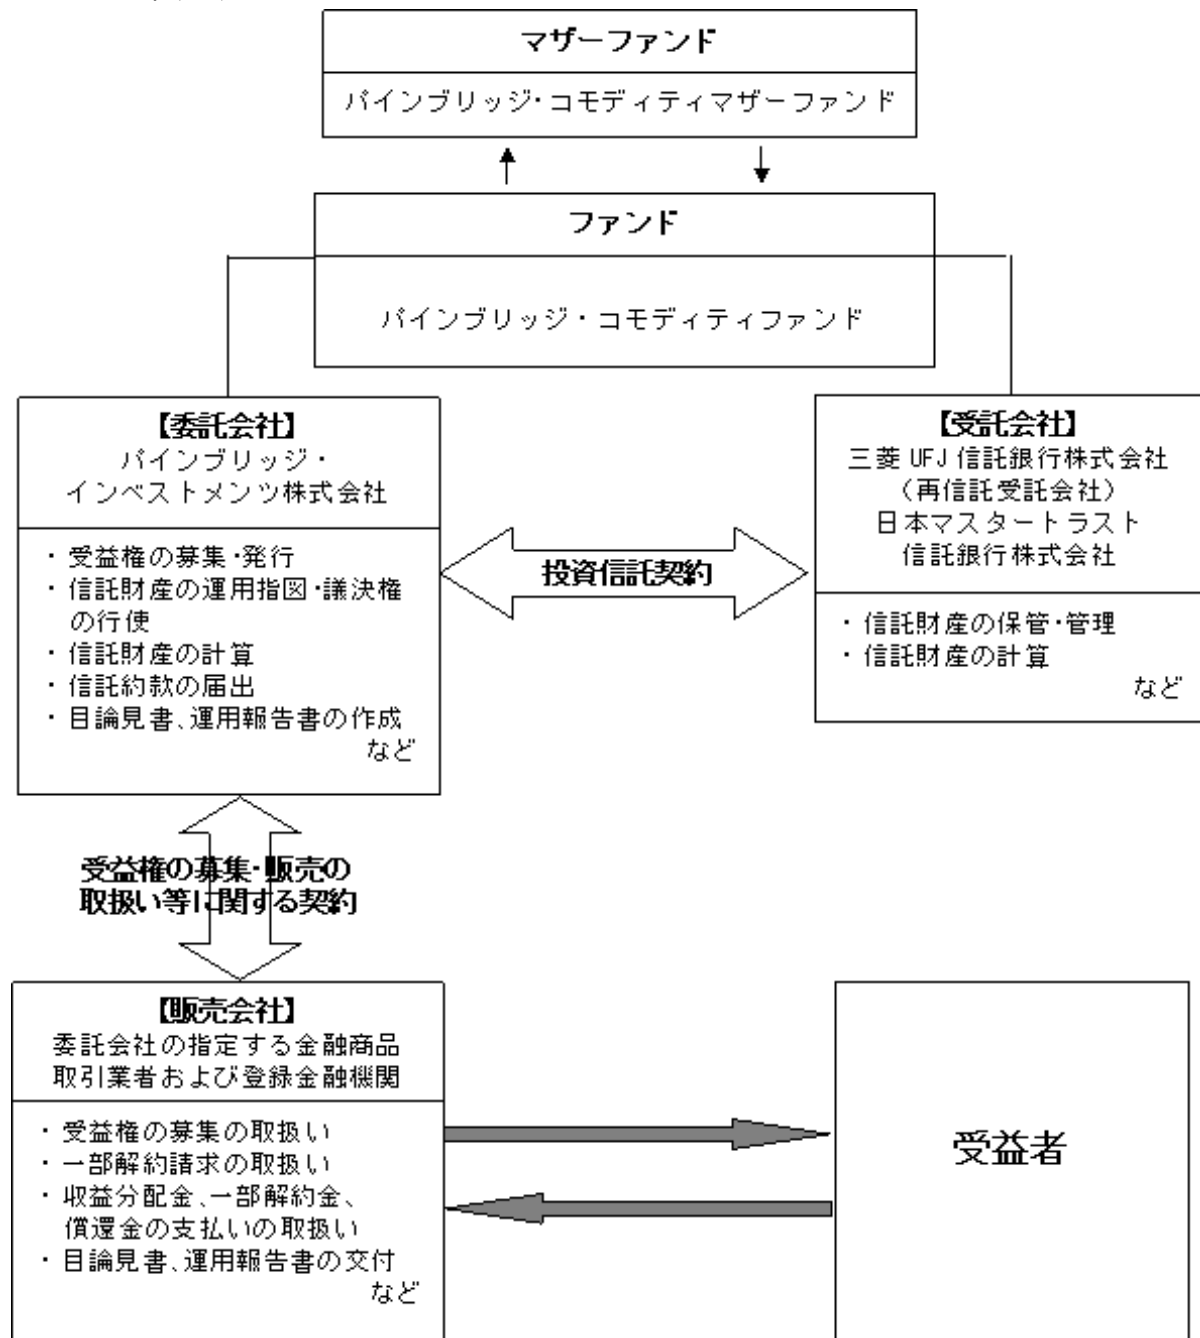 マザーファンド
パインブリッジ・コモディティマザーファンド
ファンド
パインブリッジ・コモディティファンド
【委託会社】
パインブリッジ・
インベストメンツ株式会社
・受益権の募集・発行
・信託財産の運用指図・議決権
の行使
・信託財産の計算
・信託約款の届出
・目論見書、運用報告書の作成
など
投資信託契約
【受託会社】
三菱UFJ信託銀行株式会社
（再信託受託会社）
日本マスタートラスト
信託銀行株式会社
・信託財産の保管・管理
・信託財産の計算
など
受益権の募集・販売の
取扱い等に関する契約
【販売会社】
委託会社の指定する金融商品
取引業者および登録金融機関
・受益権の募集の取扱い
・一部解約請求の取扱い
・収益分配金、一部解約金、
償還金の支払いの取扱い
・目論見書、運用報告書の交付
など
受益者